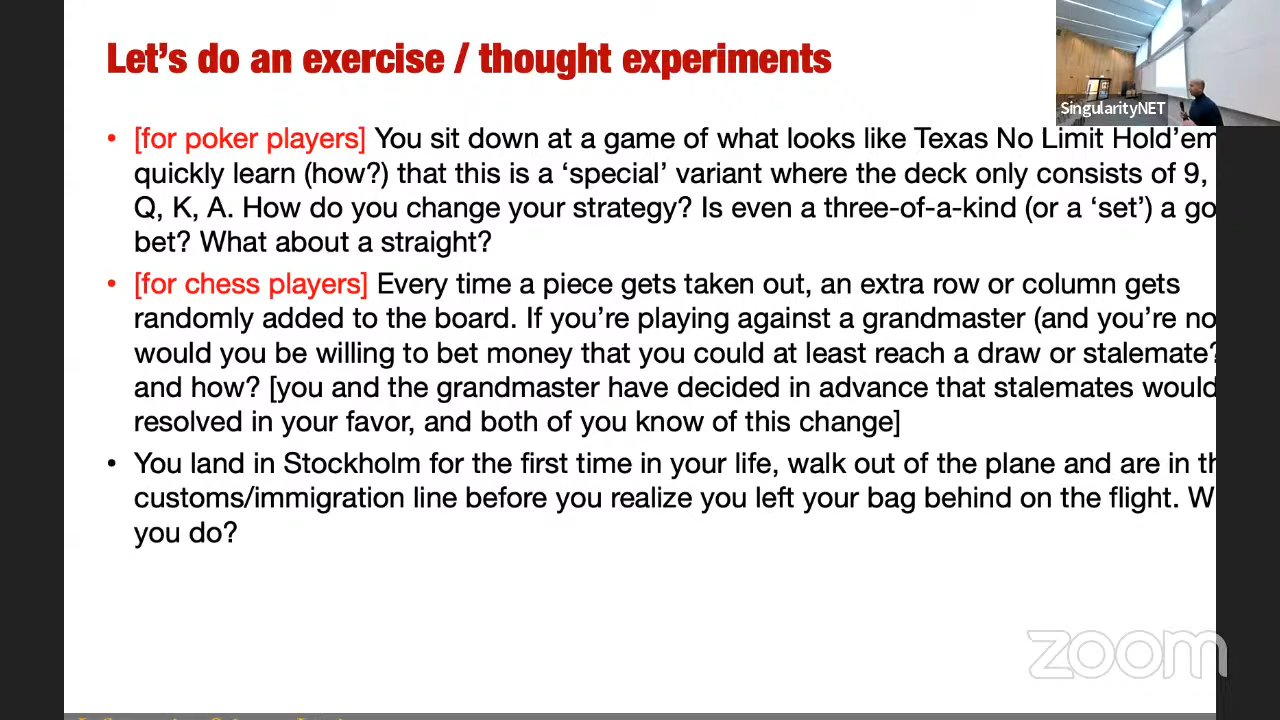 Let's do an exercise / thought experiments
SingularityNET
• [for poker players] You sit down at a game of what looks like Texas No Limit Hold'em
quickly learn (how?) that this is a 'special' variant where the deck only consists of 9,
Q, K, A. How do you change your strategy? Is even a three-of-a-kind (or a 'set') a go
bet? What about a straight?
• [for chess players] Every time a piece gets taken out, an extra row or column gets
randomly added to the board. If you're playing against a grandmaster (and you're no
would you be willing to bet money that you could at least reach a draw or stalemate?
and how? [you and the grandmaster have decided in advance that stalemates would
resolved in your favor, and both of you know of this change]
• You land in Stockholm for the first time in your life, walk out of the plane and are in th
customs/immigration line before you realize you left your bag behind on the flight. W
you do?
zoom